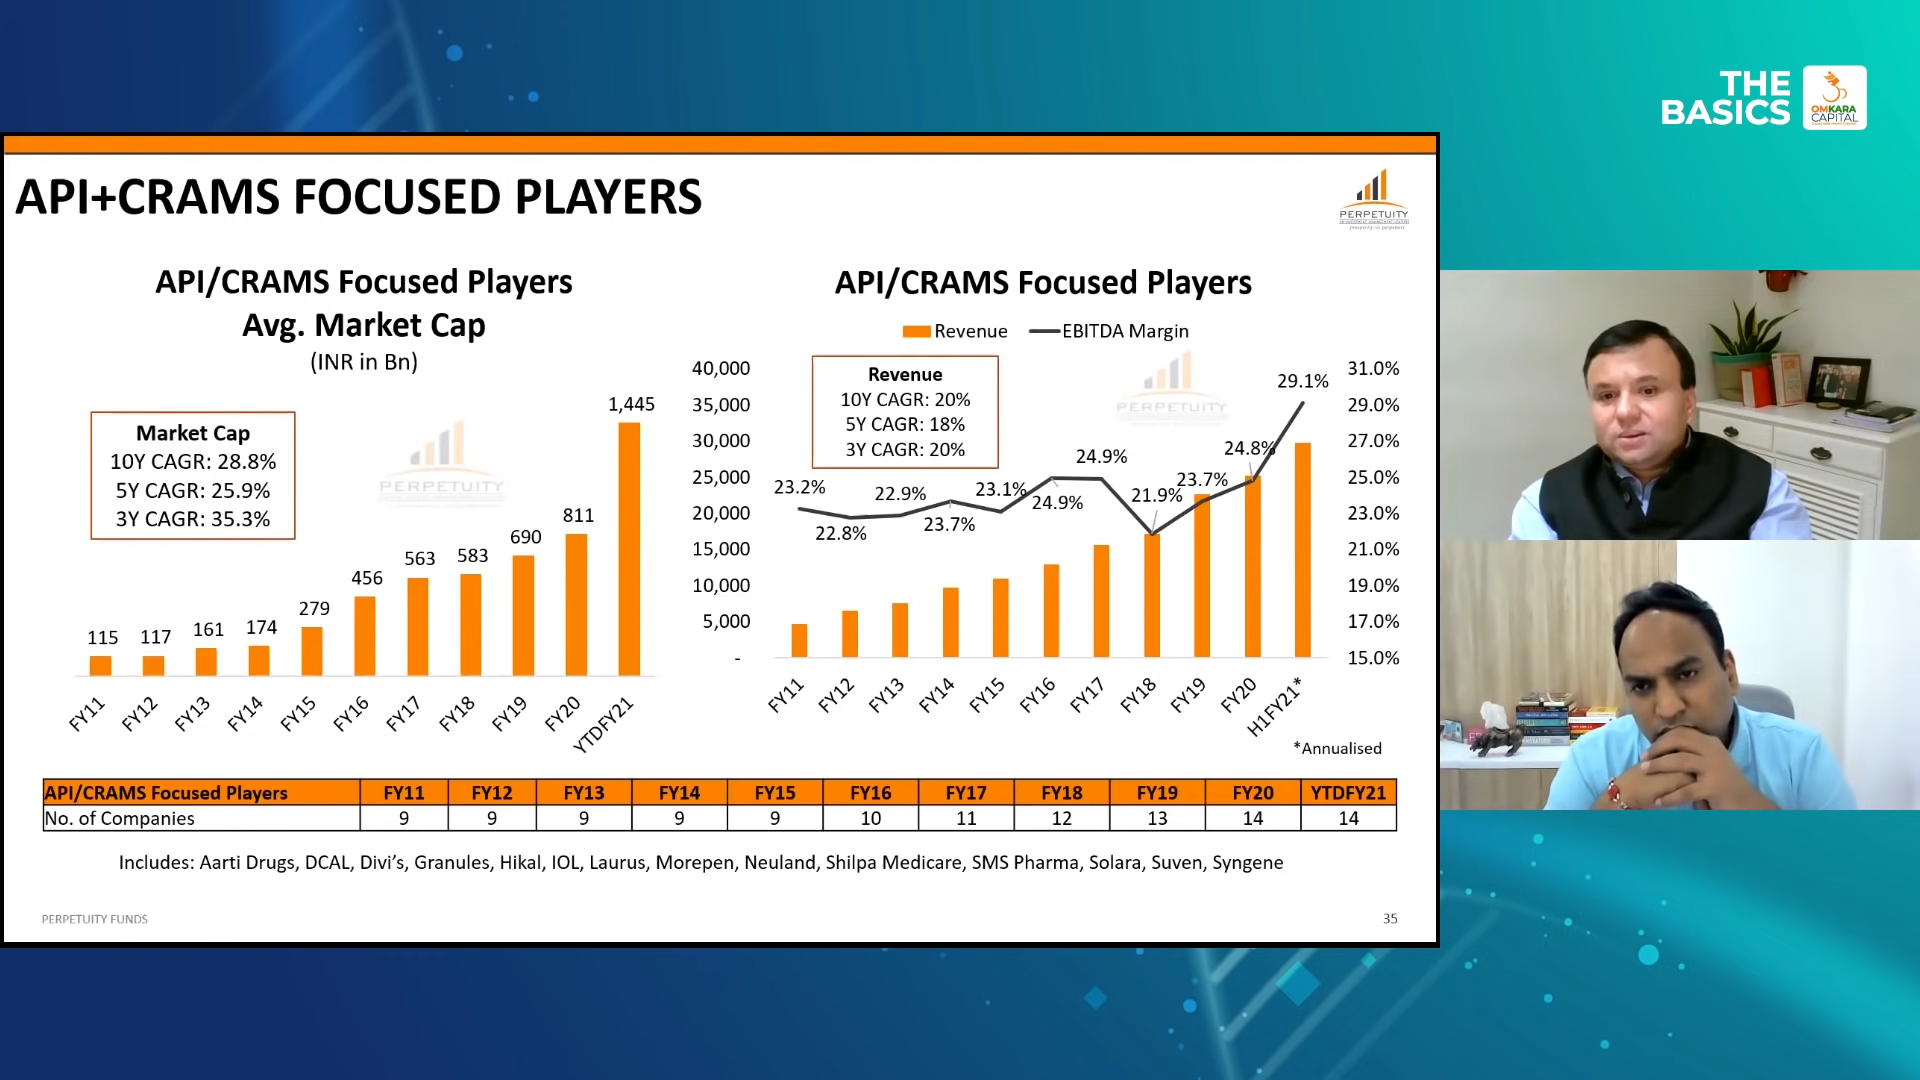 THE
BASICS
OMKARA
CAPITAL
API+CRAMS FOCUSED PLAYERS
PERPETUITY
prosperity in perpetuity
API/CRAMS Focused Players
Avg. Market Cap
(INR in Bn)
Market Cap
10Y CAGR: 28.8%
5Y CAGR: 25.9%
3Y CAGR: 35.3%
PERPETUITY
115 117 161 174 279 456 563 583 690 811 1,445
FY11 FY12 FY13 FY14 FY15 FY16 FY17 FY18 FY19 FY20 YTDFY21
API/CRAMS Focused Players
Revenue EBITDA Margin
Revenue
10Y CAGR: 20%
5Y CAGR: 18%
3Y CAGR: 20%
PERPETUITY
40,000
35,000
30,000
25,000
20,000
15,000
10,000
5,000
-
23.2% 22.8% 22.9% 23.7% 23.1% 24.9% 24.9% 21.9% 23.7% 24.8% 29.1%
31.0%
29.0%
27.0%
25.0%
23.0%
21.0%
19.0%
17.0%
15.0%
FY11 FY12 FY13 FY14 FY15 FY16 FY17 FY18 FY19 FY20 H1FY21*
*Annualised
API/CRAMS Focused Players FY11 FY12 FY13 FY14 FY15 FY16 FY17 FY18 FY19 FY20 YTDFY21
No. of Companies 9 9 9 9 9 10 11 12 13 14 14
Includes: Aarti Drugs, DCAL, Divi's, Granules, Hikal, IOL, Laurus, Morepen, Neuland, Shilpa Medicare, SMS Pharma, Solara, Suven, Syngene
PERPETUITY FUNDS
35